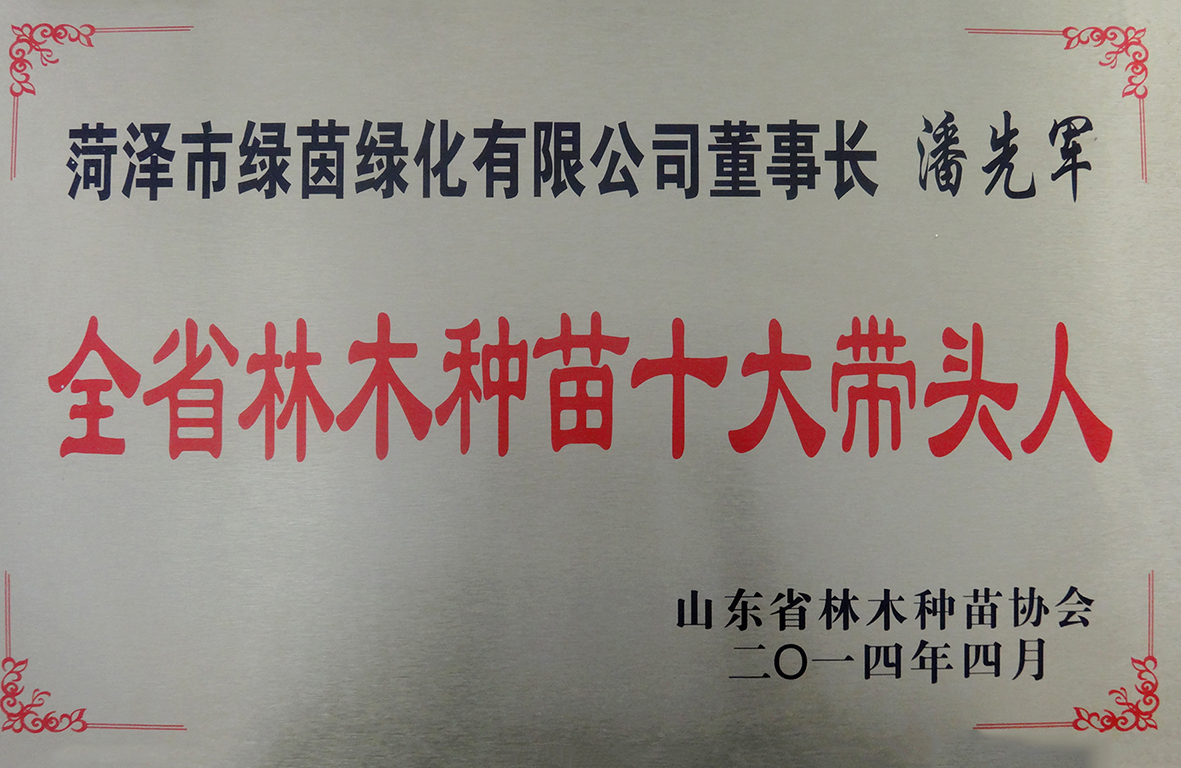 菏泽市绿茵绿化有限公司董事长 潘先军
全省林木种苗十大带头人
山东省林木种苗协会
二〇一四年四月